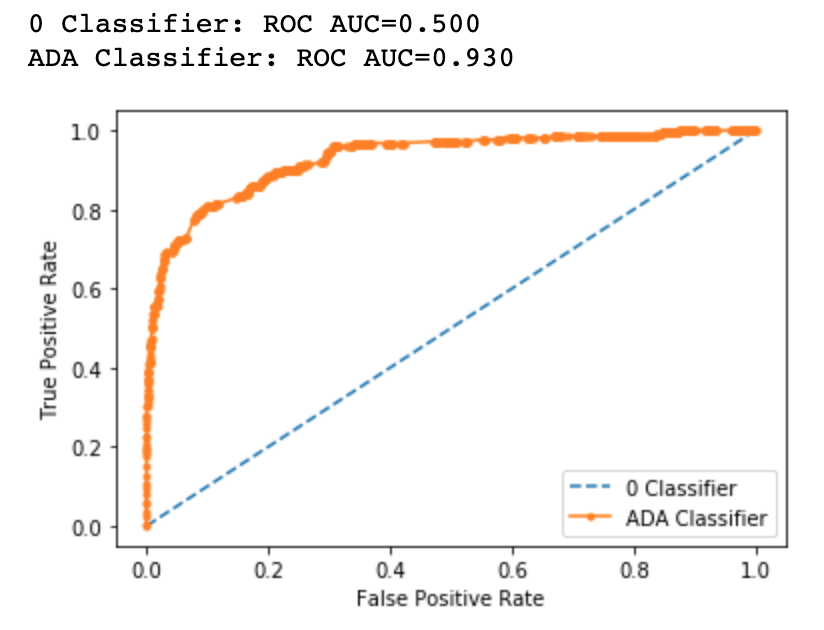 0 Classifier: ROC AUC=0.500
ADA Classifier: ROC AUC=0.930
1.0
0.8
0.6
0.4
0.2
0.0
True Positive Rate
0 Classifier
ADA Classifier
0.0 0.2 0.4 0.6 0.8 1.0
False Positive Rate